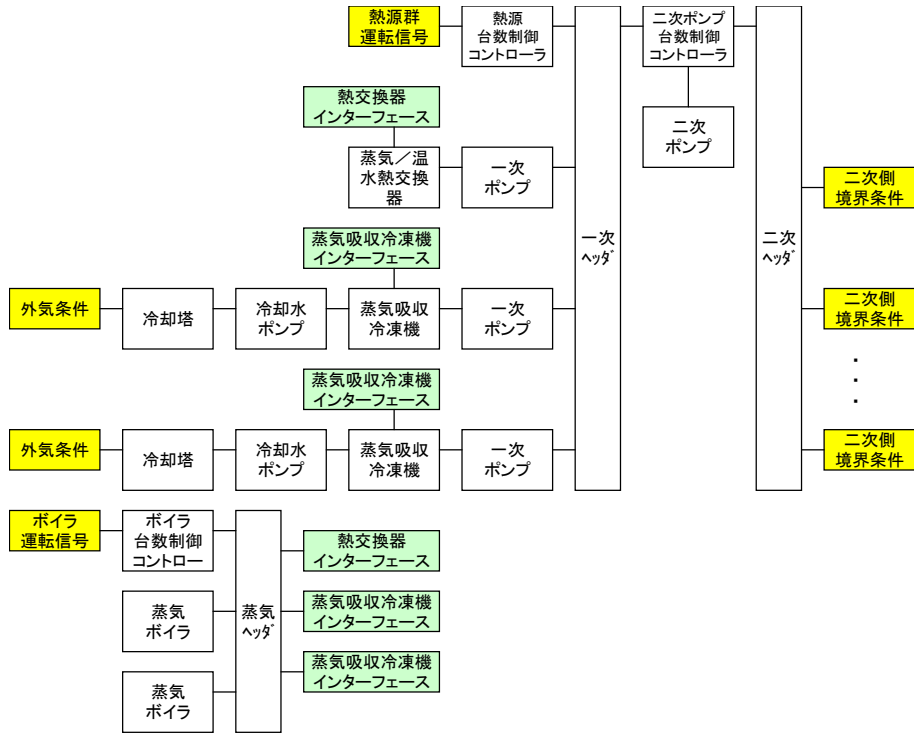 熱源群
運転信号
熱源
台数制御
コントローラ
二次ポンプ
台数制御
コントローラ
熱交換器
インターフェース
二次
ポンプ
蒸気／温
水熱交換
器
一次
ポンプ
二次側
境界条件
蒸気吸収冷凍機
インターフェース
一次
ヘッダ
二次
ヘッダ
外気条件
冷却塔
冷却水
ポンプ
蒸気吸収
冷凍機
一次
ポンプ
二次側
境界条件
・
・
・
蒸気吸収冷凍機
インターフェース
外気条件
冷却塔
冷却水
ポンプ
蒸気吸収
冷凍機
一次
ポンプ
二次側
境界条件
ボイラ
運転信号
ボイラ
台数制御
コントロー
熱交換器
インターフェース
蒸気
ボイラ
蒸気
ヘッダ
蒸気吸収冷凍機
インターフェース
蒸気
ボイラ
蒸気吸収冷凍機
インターフェース